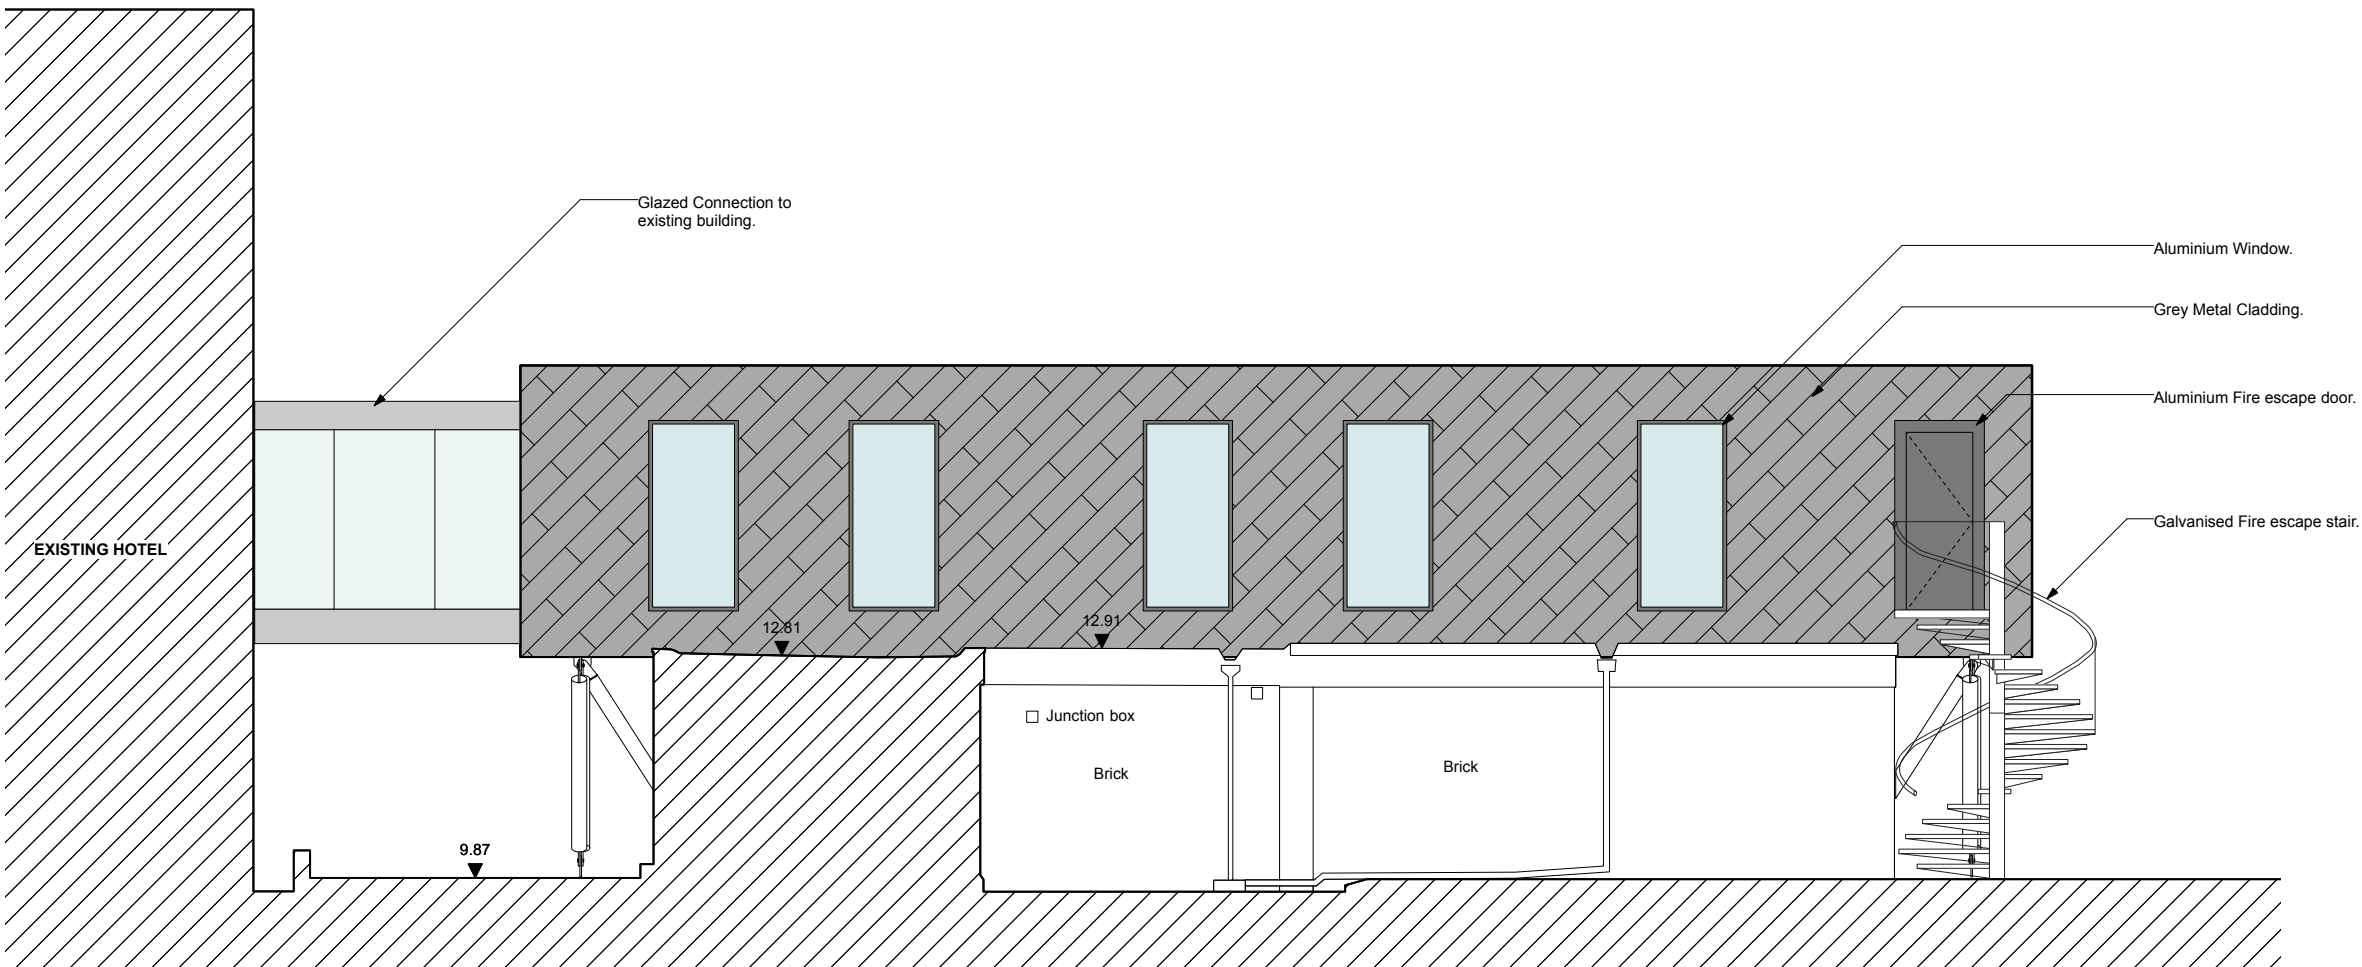 Glazed Connection to
existing building.
Aluminium Window.
Grey Metal Cladding.
Aluminium Fire escape door.
Galvanised Fire escape stair.
EXISTING HOTEL
12.81
12.91
Junction box
Brick
Brick
9.87